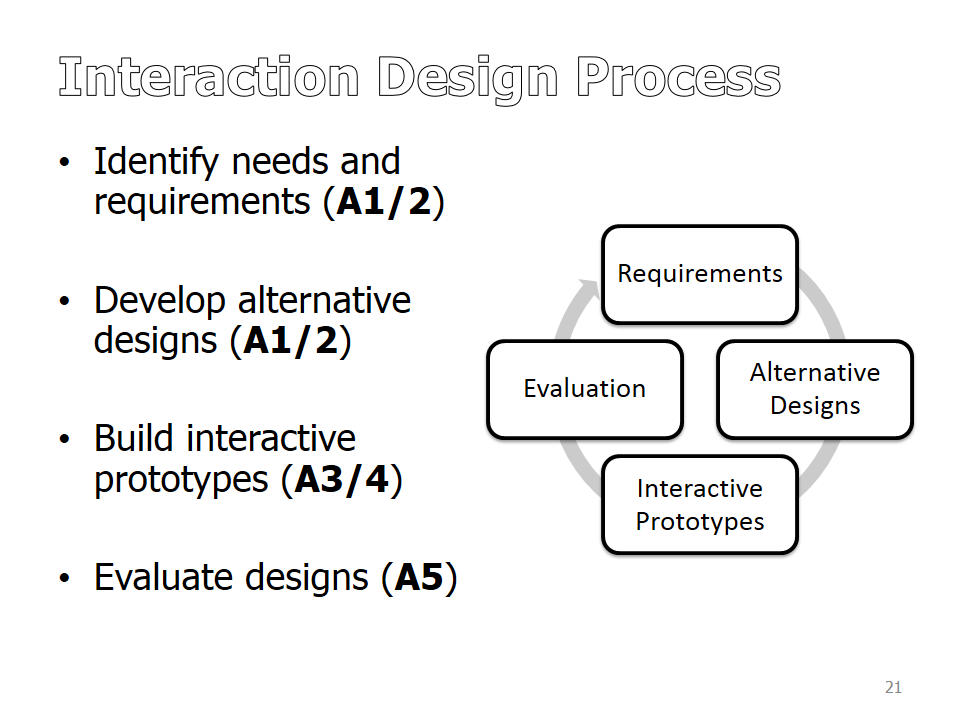 Interaction Design Process
• Identify needs and
requirements (A1/2)
• Develop alternative
designs (A1/2)
• Build interactive
prototypes (A3/4)
• Evaluate designs (A5)
Requirements
Alternative
Designs
Interactive
Prototypes
Evaluation
21